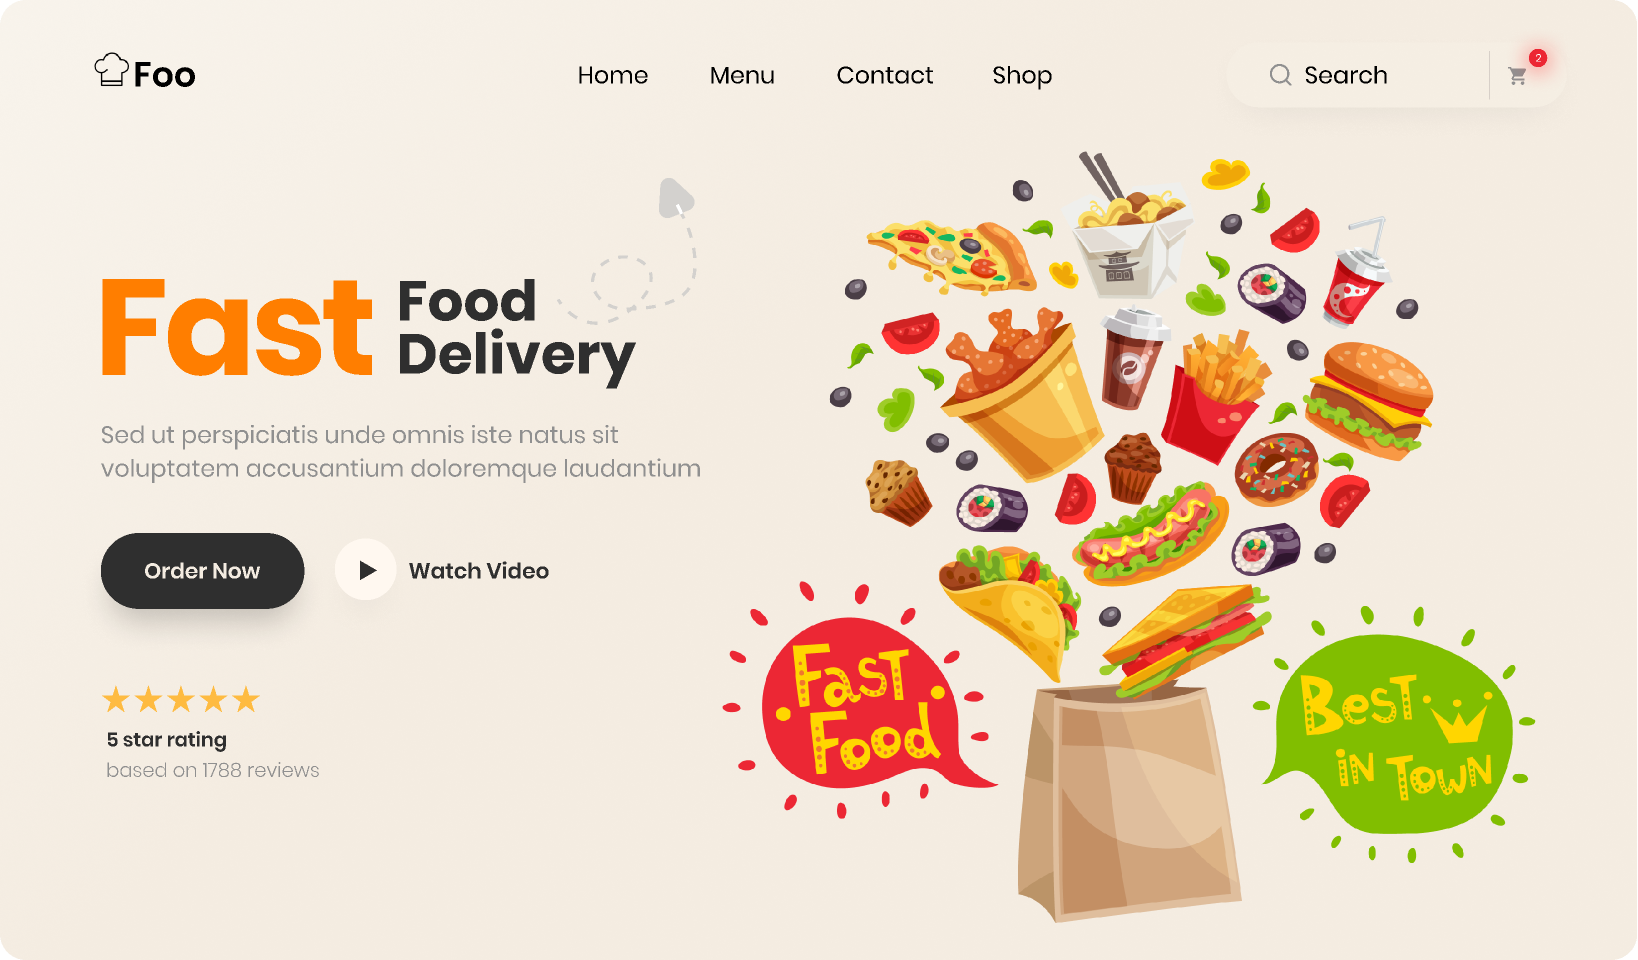 Foo
Home
Menu
Contact
Shop
Search
2
Fast
Food
Delivery
Sed ut perspiciatis unde omnis iste natus sit
voluptatem accusantium doloremque laudantium
Order Now
Watch Video
5 star rating
based on 1788 reviews
FaST
Food
BeST
iN TowN